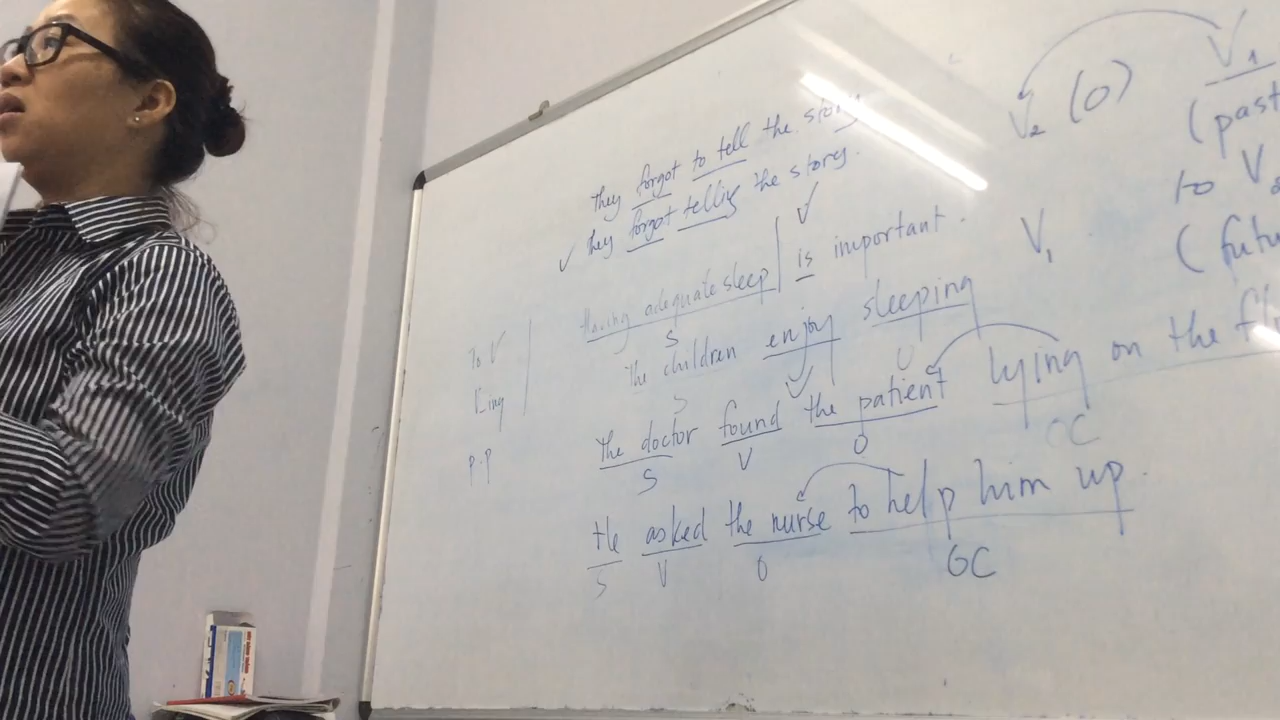 They forgot to tell the story
✓ they forgot telling the story.
Having adequate sleep | is important.
S
V
The children enjoy sleeping
S V O
The doctor found the patient lying on the
S V O OC
He asked the nurse to help him up.
S V O OC
To V
V-ing
P.P
V2 (O) V1
(past
V1 to V2
(